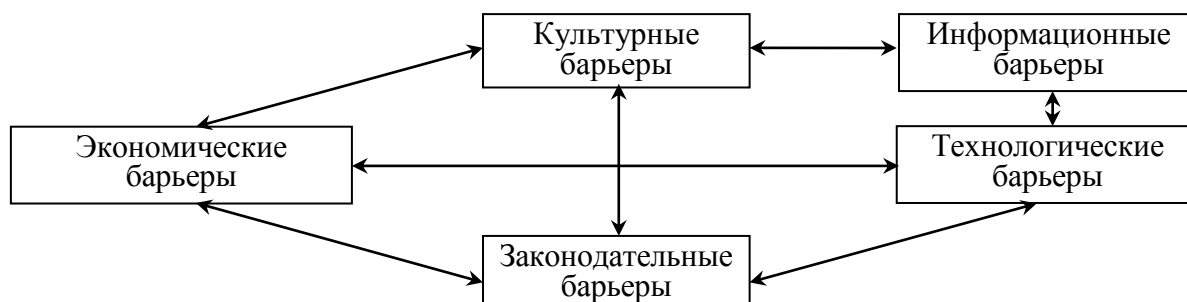 Культурные
барьеры
Информационные
барьеры
Экономические
барьеры
Технологические
барьеры
Законодательные
барьеры